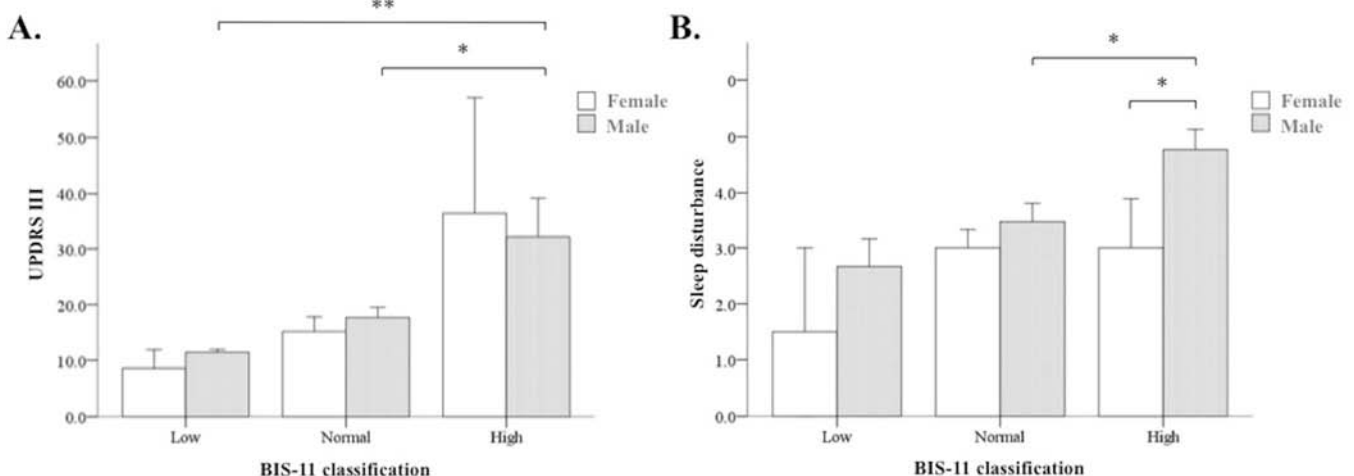 A.
**
*
UPDRS III
60.0
50.0
40.0
30.0
20.0
10.0
0.0
Low Normal High
BIS-11 classification
Female
Male
B.
*
*
Sleep disturbance
0
0
4.0
3.0
2.0
1.0
0.0
Low Normal High
BIS-11 classification
Female
Male